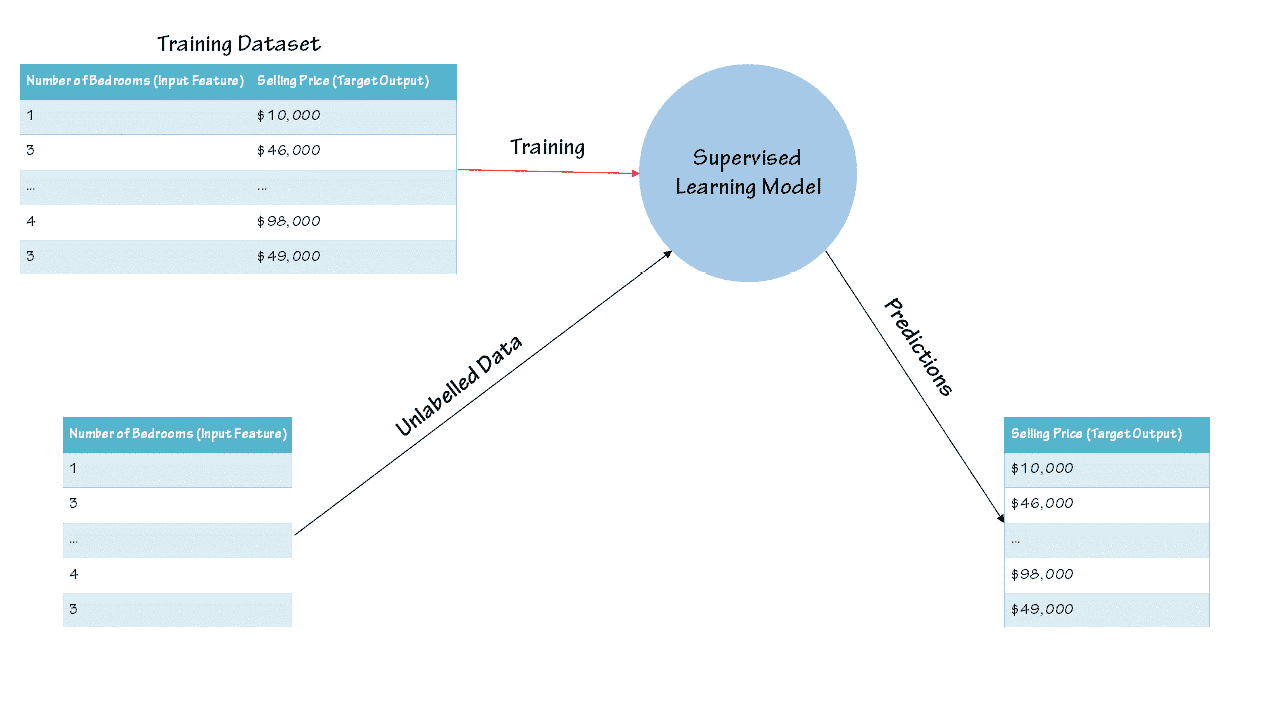 Training Dataset
Number of Bedrooms (Input Feature) Selling Price (Target Output)
1 $10,000
3 $46,000
... ...
4 $98,000
3 $49,000
Training
Supervised
Learning Model
Unlabelled Data
Predictions
Number of Bedrooms (Input Feature)
1
3
...
4
3
Selling Price (Target Output)
$10,000
$46,000
...
$98,000
$49,000